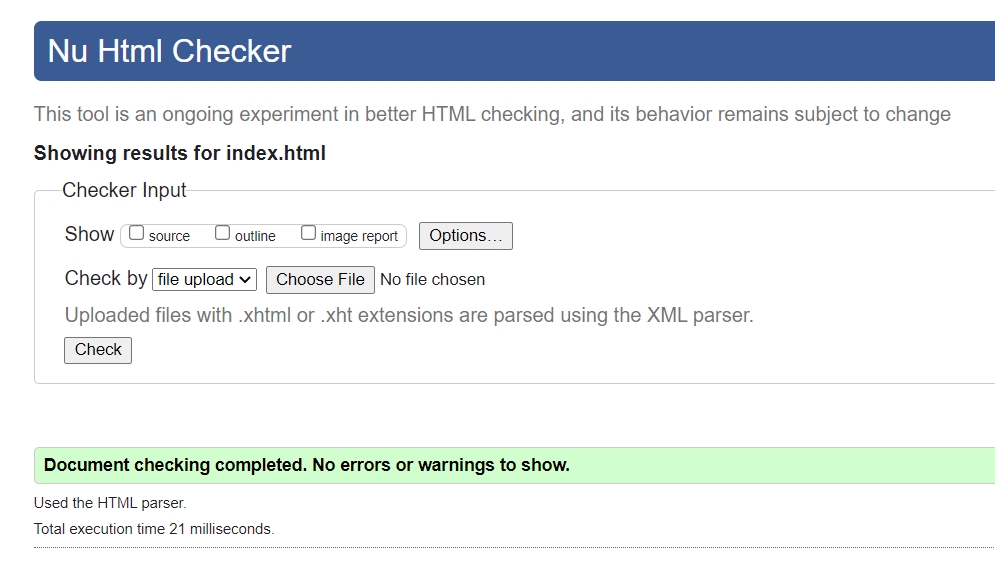 Nu Html Checker
This tool is an ongoing experiment in better HTML checking, and its behavior remains subject to change
Showing results for index.html
Checker Input
Show source outline image report Options...
Check by file upload Choose File No file chosen
Uploaded files with .xhtml or .xht extensions are parsed using the XML parser.
Check
Document checking completed. No errors or warnings to show.
Used the HTML parser.
Total execution time 21 milliseconds.